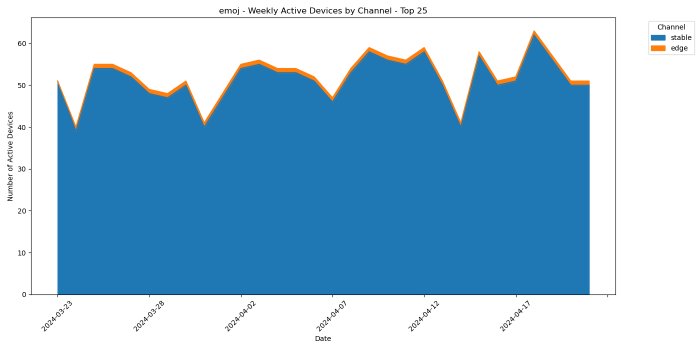 emoj - Weekly Active Devices by Channel - Top 25
Channel
stable
edge
Number of Active Devices
60
50
40
30
20
10
0
2024-03-23
2024-03-28
2024-04-02
2024-04-07
2024-04-12
2024-04-17
Date